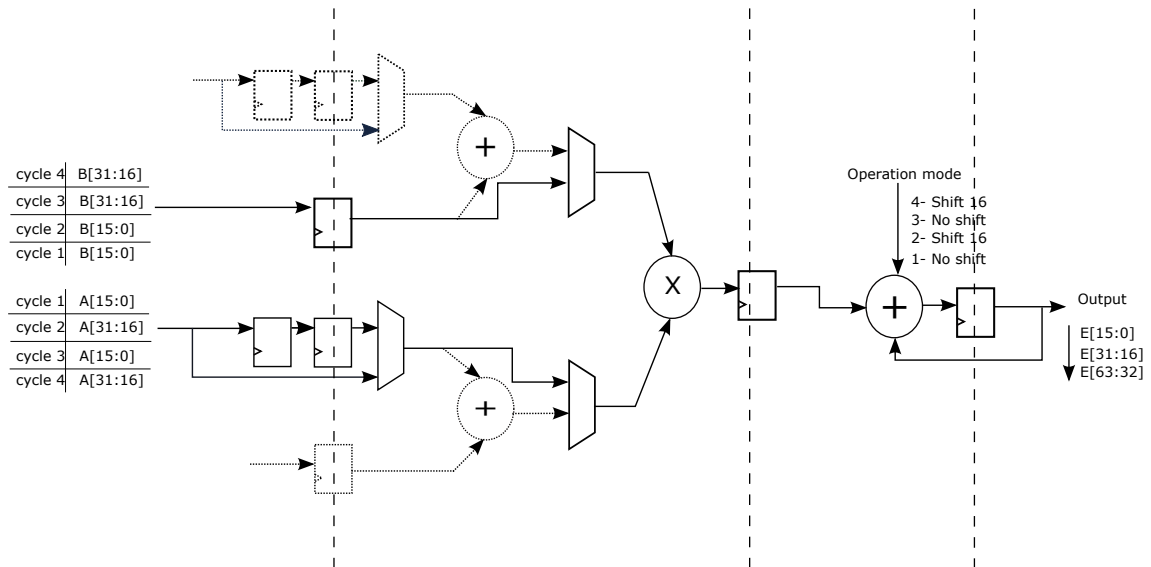 +
cycle 4 B[31:16]
cycle 3 B[31:16]
cycle 2 B[15:0]
cycle 1 B[15:0]
Operation mode
4- Shift 16
3- No shift
2- Shift 16
1- No shift
X
+
Output
E[15:0]
E[31:16]
E[63:32]
cycle 1 A[15:0]
cycle 2 A[31:16]
cycle 3 A[15:0]
cycle 4 A[31:16]
+